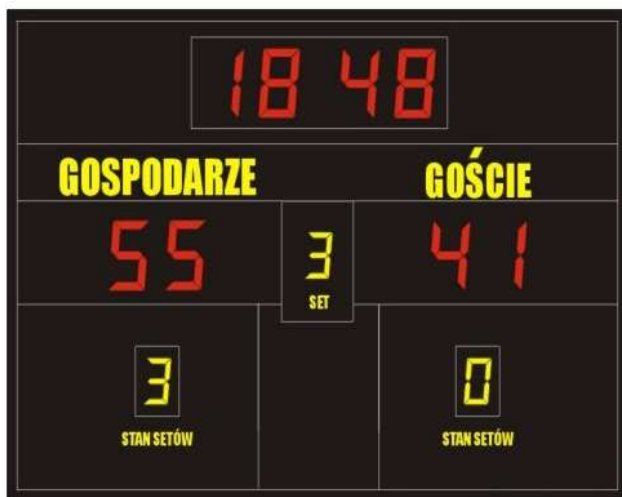 18 48
GOSPODARZE GOŚCIE
55 3 41
SET
3 0
STAN SETÓW STAN SETÓW